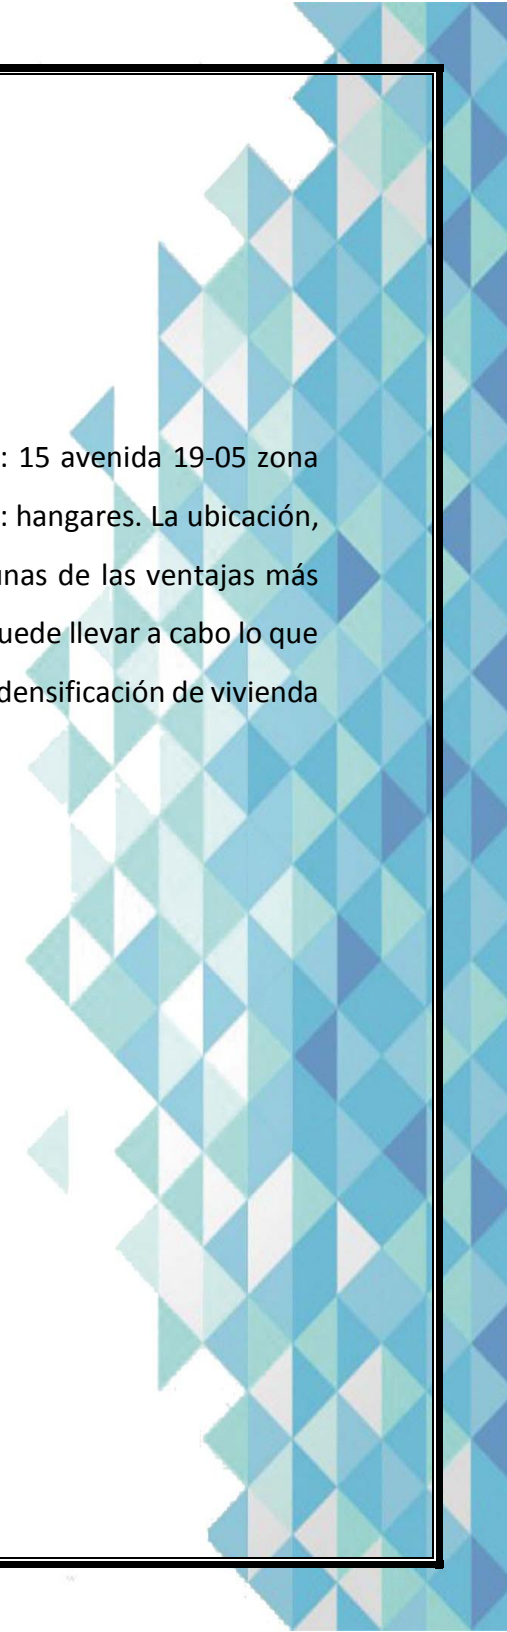 : 15 avenida 19-05 zona
: hangares. La ubicación,
unas de las ventajas más
uede llevar a cabo lo que
densificación de vivienda